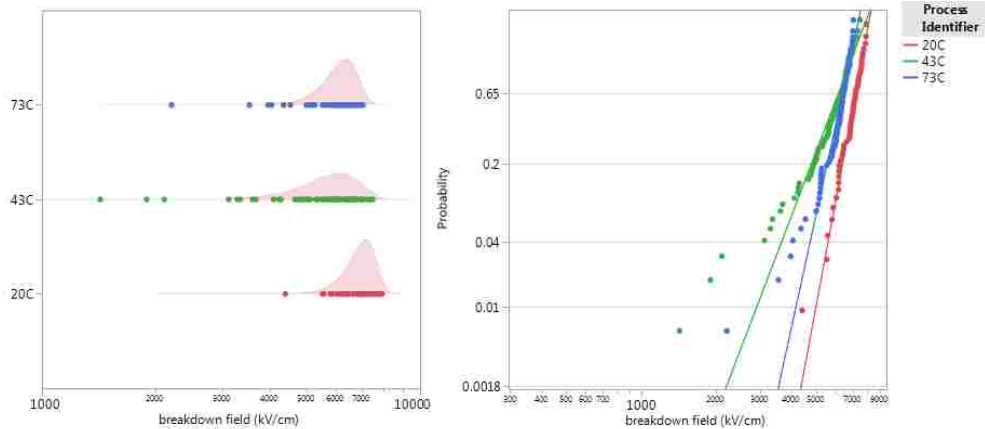 73C
43C
20C
1000
2000
3000
4000
5000
6000
7000
10000
breakdown field (kV/cm)
Probability
0.65
0.2
0.04
0.01
0.0018
300
400
500
600
700
1000
2000
3000
4000
5000
7000
9000
breakdown field (kV/cm)
Process
Identifier
20C
43C
73C